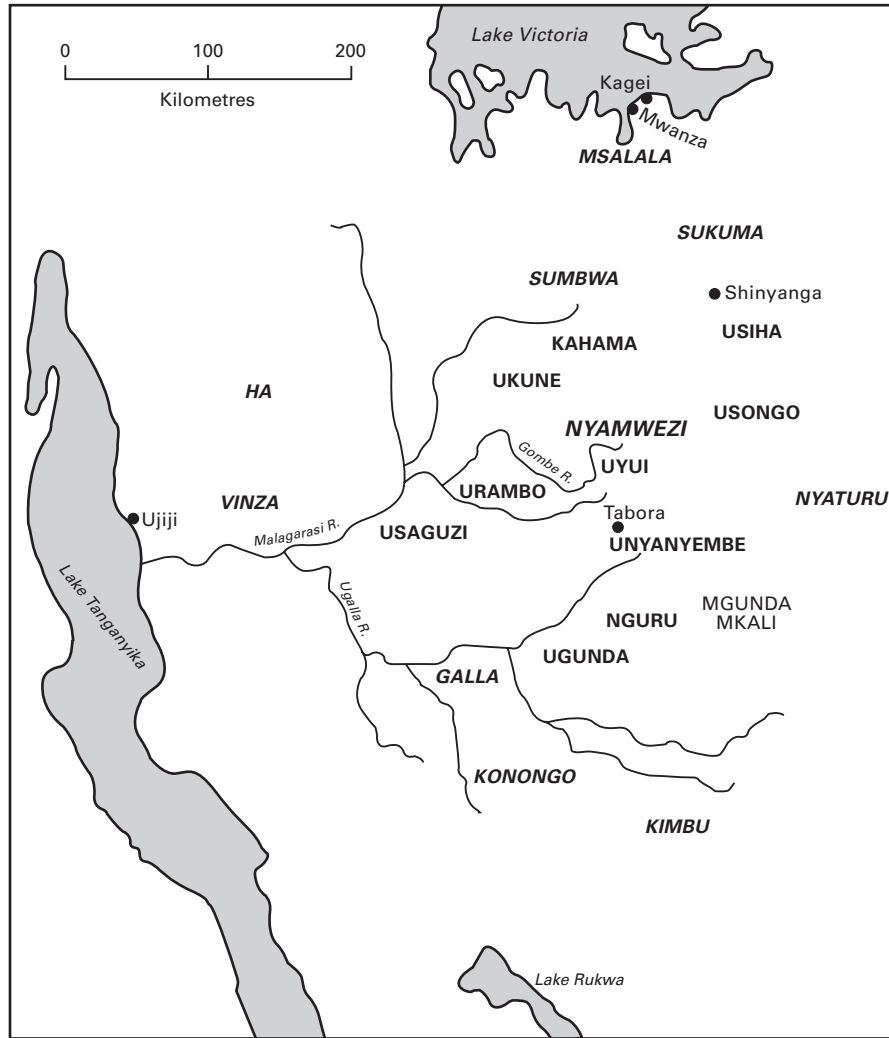 0 100 200
Kilometres
Lake Victoria
Kagei
Mwanza
MSALALA
SUKUMA
SUMBWA
Shinyanga
USIHA
KAHAMA
UKUNE
HA
USONGO
NYAMWEZI
Gombe R.
UYUI
URAMBO
NYATURU
VINZA
Ujiji
Malagarasi R.
USAGUZI
Tabora
UNYANYEMBE
Lake Tanganyika
Ugalla R.
MGUNDA
MKALI
NGURU
UGUNDA
GALLA
KONONGO
KIMBU
Lake Rukwa